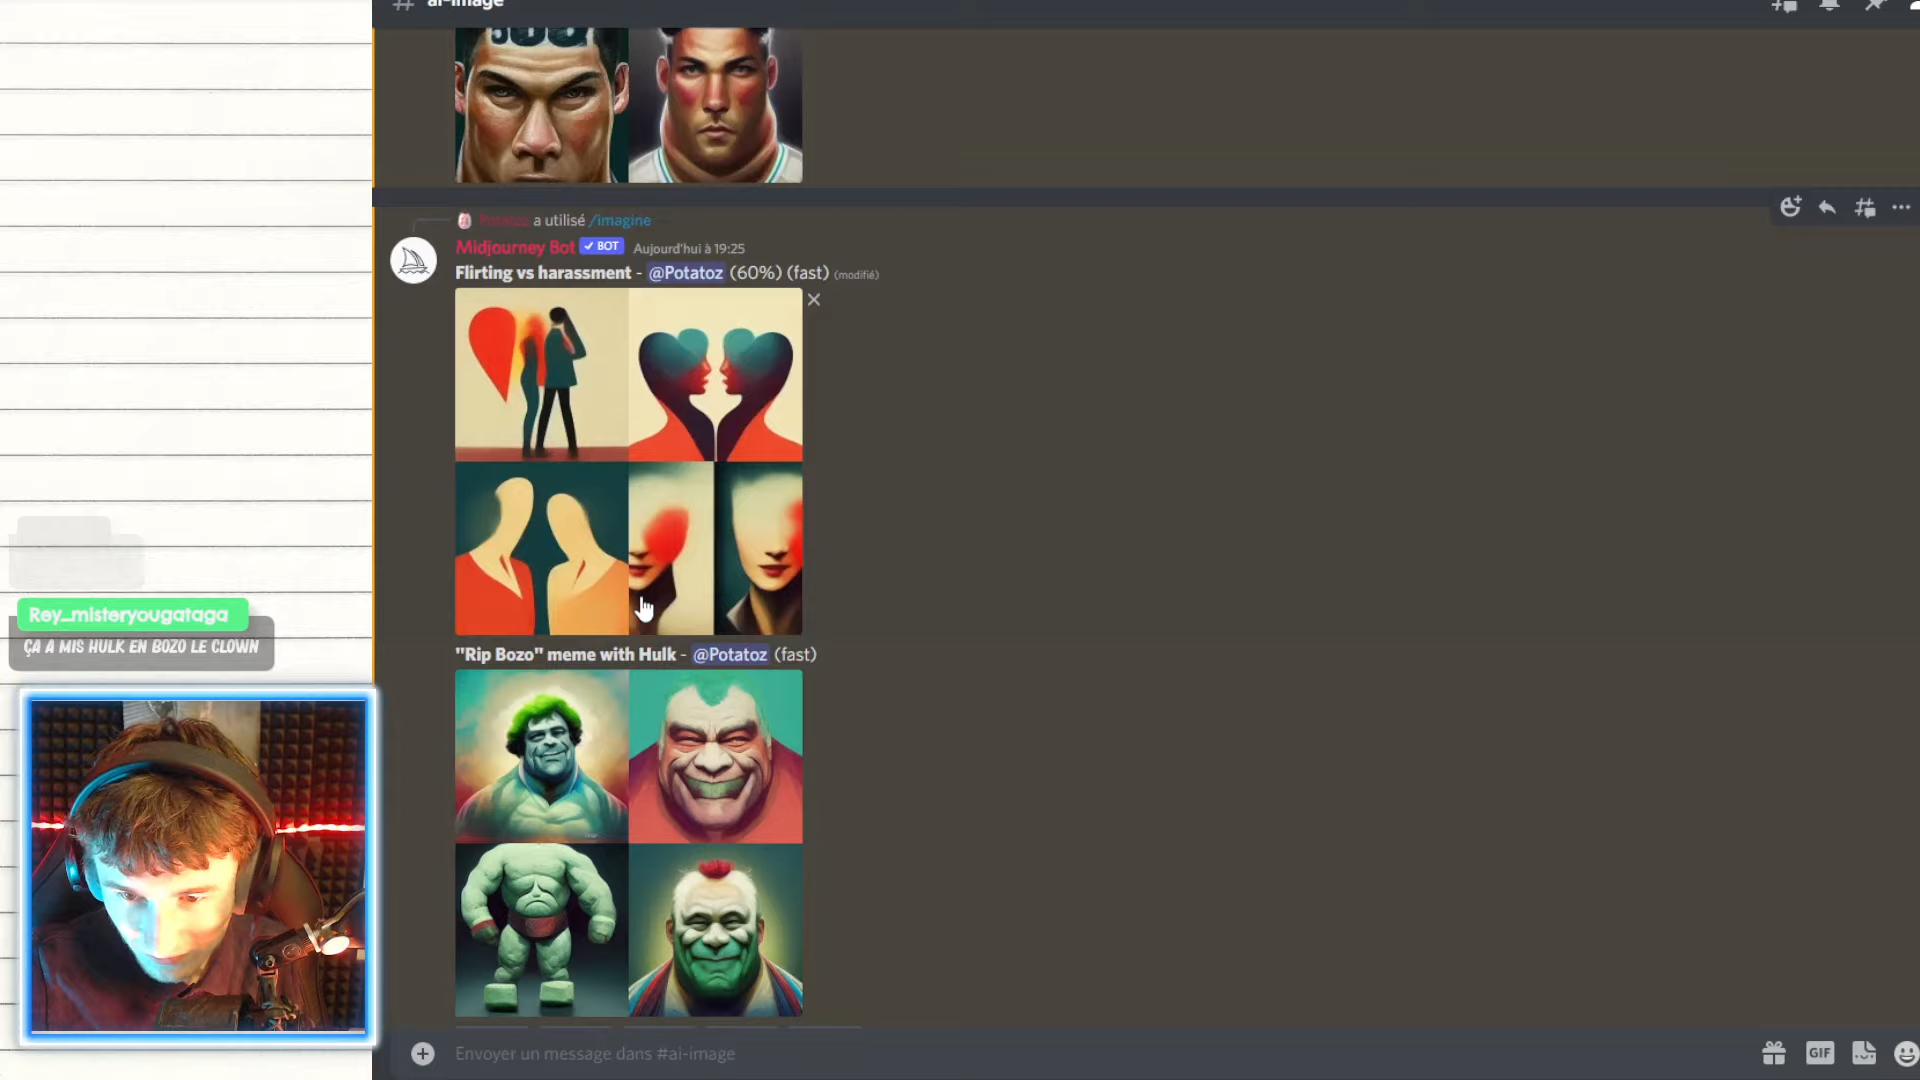 ai-image
Potatoz a utilisé /imagine
Midjourney Bot ✓ BOT Aujourd'hui à 19:25
Flirting vs harassment - @Potatoz (60%) (fast) (modifié)
Rey_misteryougataga
ÇA A MIS HULK EN BOZO LE CLOWN
"Rip Bozo" meme with Hulk - @Potatoz (fast)
Envoyer un message dans #ai-image
GIF